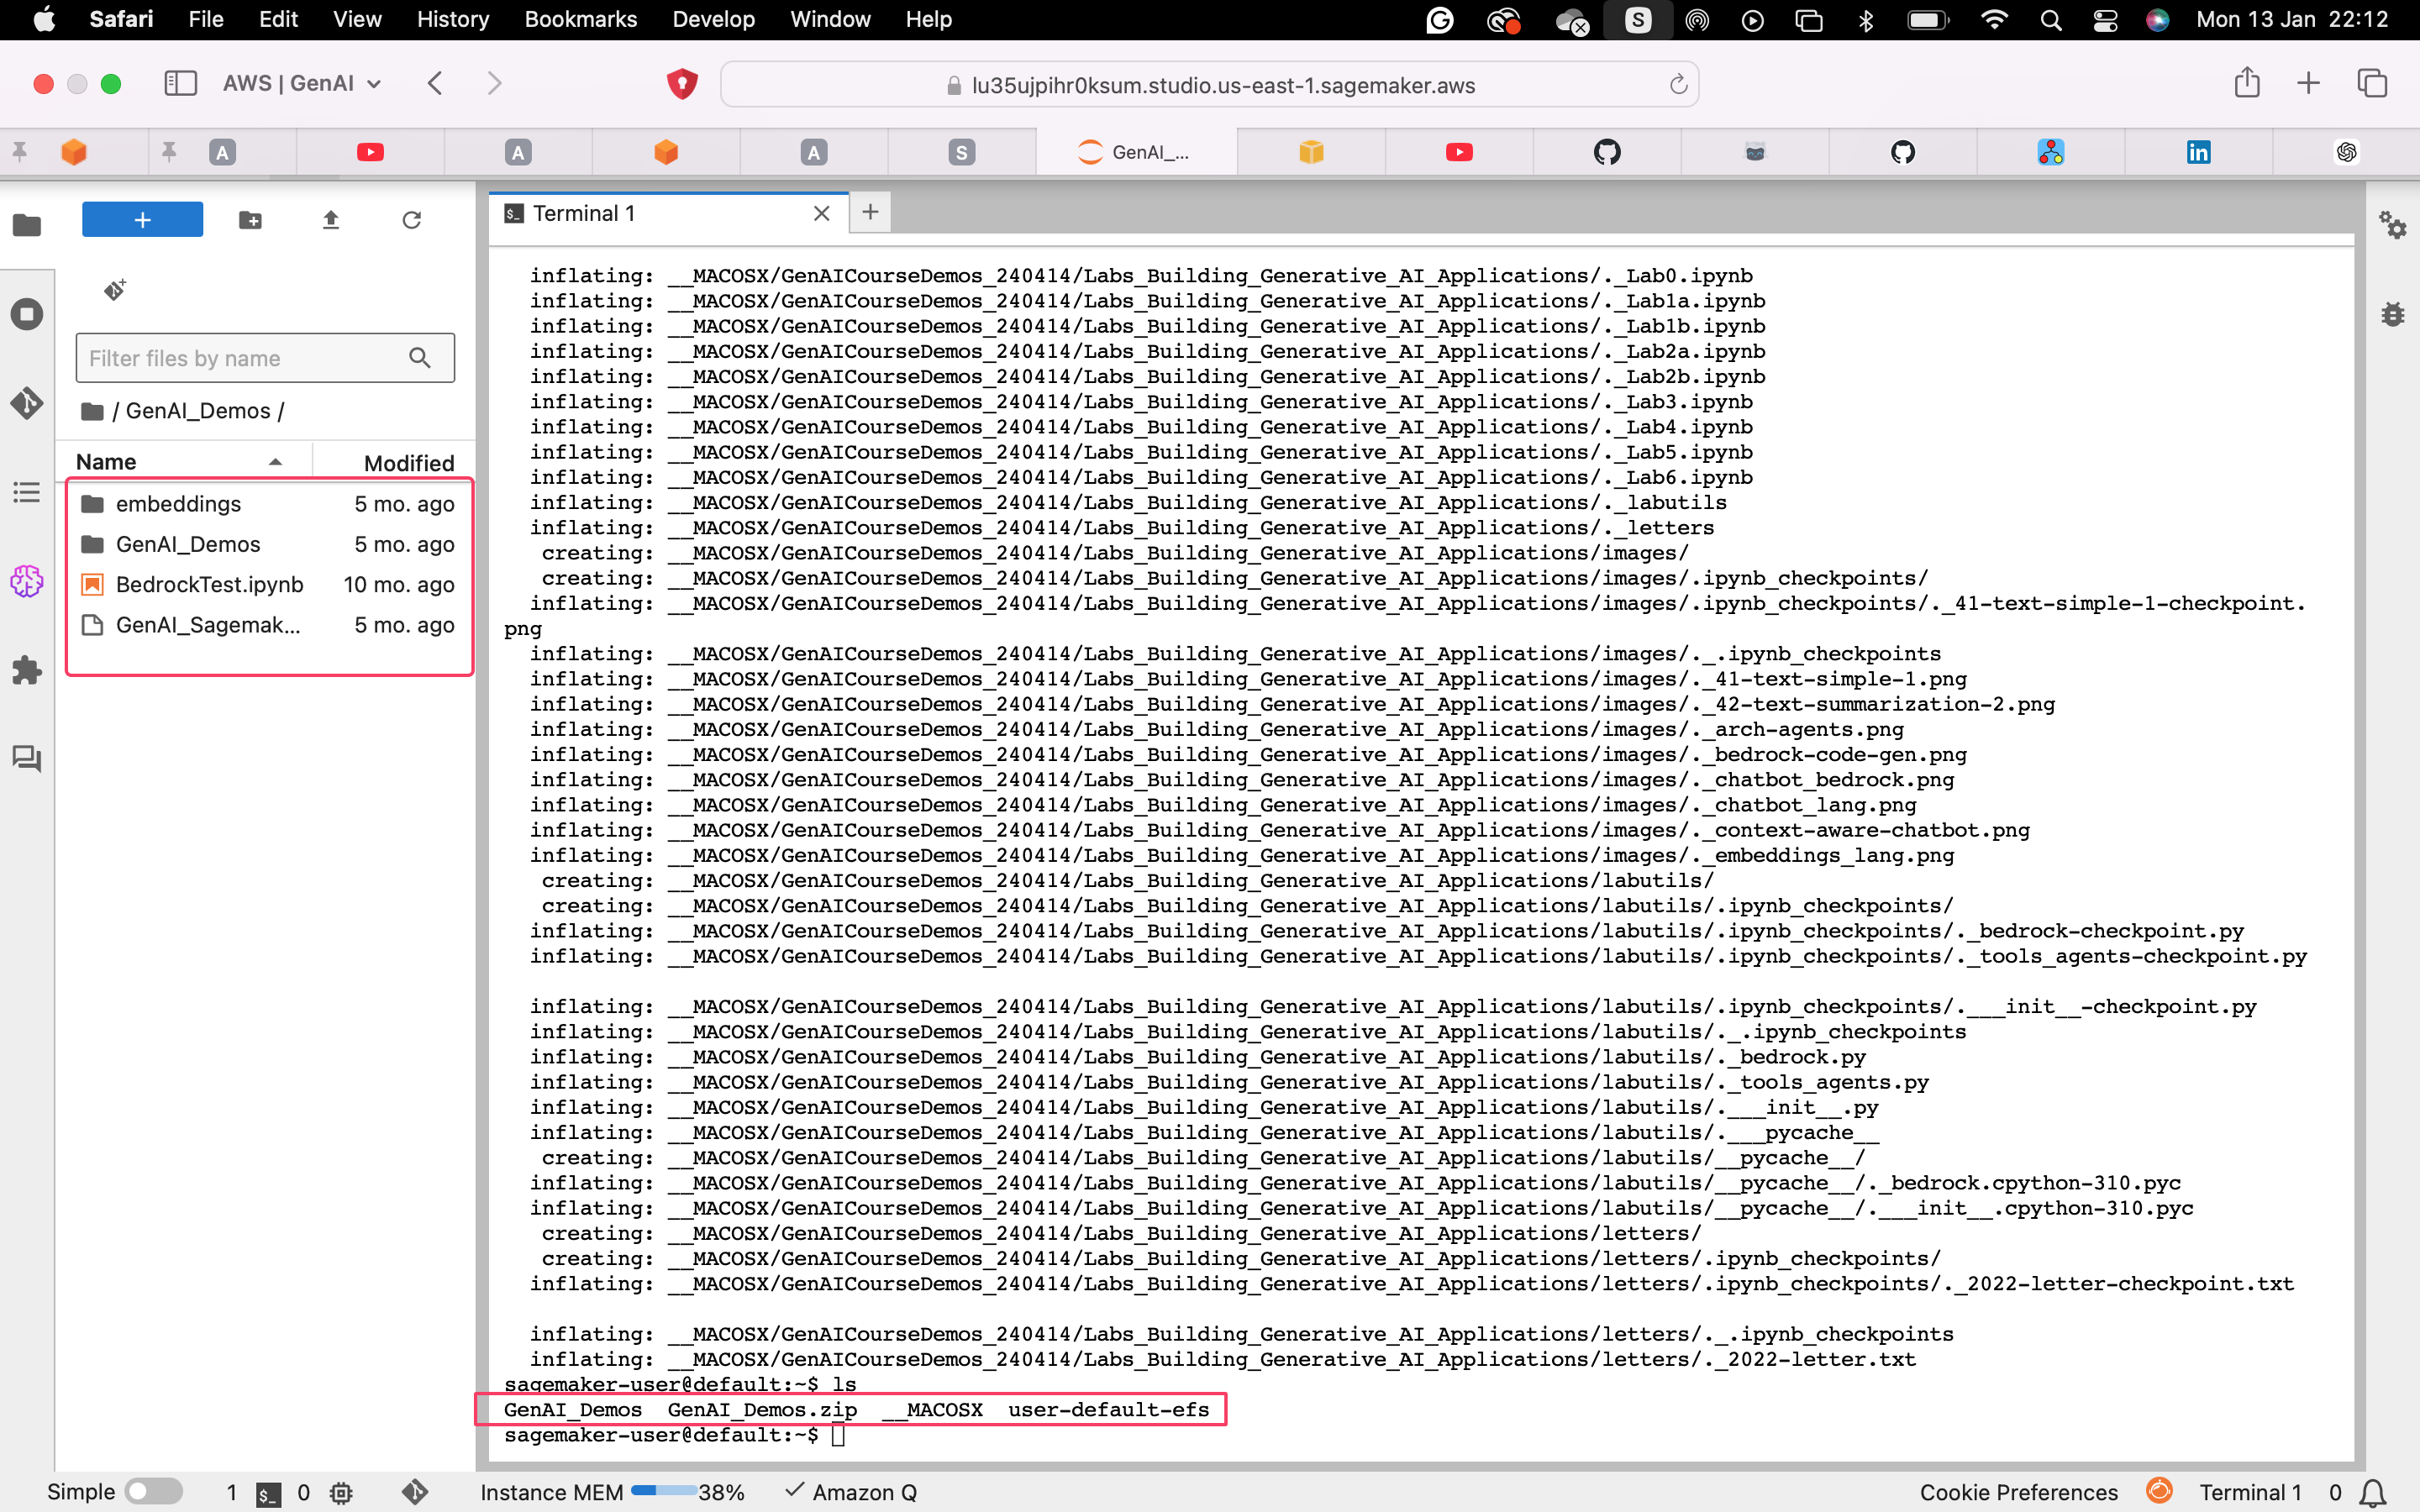 Safari File Edit View History Bookmarks Develop Window Help S Mon 13 Jan 22:12
AWS | GenAI lu35ujpihr0ksum.studio.us-east-1.sagemaker.aws
A A A S GenAI_... in
+ Terminal 1
Filter files by name
/ GenAI_Demos /
Name Modified
embeddings 5 mo. ago
GenAI_Demos 5 mo. ago
BedrockTest.ipynb 10 mo. ago
GenAI_Sagemak... 5 mo. ago
inflating: __MACOSX/GenAICourseDemos_240414/Labs_Building_Generative_AI_Applications/._Lab0.ipynb
inflating: __MACOSX/GenAICourseDemos_240414/Labs_Building_Generative_AI_Applications/._Lab1a.ipynb
inflating: __MACOSX/GenAICourseDemos_240414/Labs_Building_Generative_AI_Applications/._Lab1b.ipynb
inflating: __MACOSX/GenAICourseDemos_240414/Labs_Building_Generative_AI_Applications/._Lab2a.ipynb
inflating: __MACOSX/GenAICourseDemos_240414/Labs_Building_Generative_AI_Applications/._Lab2b.ipynb
inflating: __MACOSX/GenAICourseDemos_240414/Labs_Building_Generative_AI_Applications/._Lab3.ipynb
inflating: __MACOSX/GenAICourseDemos_240414/Labs_Building_Generative_AI_Applications/._Lab4.ipynb
inflating: __MACOSX/GenAICourseDemos_240414/Labs_Building_Generative_AI_Applications/._Lab5.ipynb
inflating: __MACOSX/GenAICourseDemos_240414/Labs_Building_Generative_AI_Applications/._Lab6.ipynb
inflating: __MACOSX/GenAICourseDemos_240414/Labs_Building_Generative_AI_Applications/._labutils
inflating: __MACOSX/GenAICourseDemos_240414/Labs_Building_Generative_AI_Applications/._letters
creating: __MACOSX/GenAICourseDemos_240414/Labs_Building_Generative_AI_Applications/images/
creating: __MACOSX/GenAICourseDemos_240414/Labs_Building_Generative_AI_Applications/images/.ipynb_checkpoints/
inflating: __MACOSX/GenAICourseDemos_240414/Labs_Building_Generative_AI_Applications/images/.ipynb_checkpoints/._41-text-simple-1-checkpoint.
png
inflating: __MACOSX/GenAICourseDemos_240414/Labs_Building_Generative_AI_Applications/images/._.ipynb_checkpoints
inflating: __MACOSX/GenAICourseDemos_240414/Labs_Building_Generative_AI_Applications/images/._41-text-simple-1.png
inflating: __MACOSX/GenAICourseDemos_240414/Labs_Building_Generative_AI_Applications/images/._42-text-summarization-2.png
inflating: __MACOSX/GenAICourseDemos_240414/Labs_Building_Generative_AI_Applications/images/._arch-agents.png
inflating: __MACOSX/GenAICourseDemos_240414/Labs_Building_Generative_AI_Applications/images/._bedrock-code-gen.png
inflating: __MACOSX/GenAICourseDemos_240414/Labs_Building_Generative_AI_Applications/images/._chatbot_bedrock.png
inflating: __MACOSX/GenAICourseDemos_240414/Labs_Building_Generative_AI_Applications/images/._chatbot_lang.png
inflating: __MACOSX/GenAICourseDemos_240414/Labs_Building_Generative_AI_Applications/images/._context-aware-chatbot.png
inflating: __MACOSX/GenAICourseDemos_240414/Labs_Building_Generative_AI_Applications/images/._embeddings_lang.png
creating: __MACOSX/GenAICourseDemos_240414/Labs_Building_Generative_AI_Applications/labutils/
creating: __MACOSX/GenAICourseDemos_240414/Labs_Building_Generative_AI_Applications/labutils/.ipynb_checkpoints/
inflating: __MACOSX/GenAICourseDemos_240414/Labs_Building_Generative_AI_Applications/labutils/.ipynb_checkpoints/._bedrock-checkpoint.py
inflating: __MACOSX/GenAICourseDemos_240414/Labs_Building_Generative_AI_Applications/labutils/.ipynb_checkpoints/._tools_agents-checkpoint.py
inflating: __MACOSX/GenAICourseDemos_240414/Labs_Building_Generative_AI_Applications/labutils/.ipynb_checkpoints/.___init__-checkpoint.py
inflating: __MACOSX/GenAICourseDemos_240414/Labs_Building_Generative_AI_Applications/labutils/._.ipynb_checkpoints
inflating: __MACOSX/GenAICourseDemos_240414/Labs_Building_Generative_AI_Applications/labutils/._bedrock.py
inflating: __MACOSX/GenAICourseDemos_240414/Labs_Building_Generative_AI_Applications/labutils/._tools_agents.py
inflating: __MACOSX/GenAICourseDemos_240414/Labs_Building_Generative_AI_Applications/labutils/.___init__.py
inflating: __MACOSX/GenAICourseDemos_240414/Labs_Building_Generative_AI_Applications/labutils/.___pycache__
creating: __MACOSX/GenAICourseDemos_240414/Labs_Building_Generative_AI_Applications/labutils/__pycache__/
inflating: __MACOSX/GenAICourseDemos_240414/Labs_Building_Generative_AI_Applications/labutils/__pycache__/._bedrock.cpython-310.pyc
inflating: __MACOSX/GenAICourseDemos_240414/Labs_Building_Generative_AI_Applications/labutils/__pycache__/.___init__.cpython-310.pyc
creating: __MACOSX/GenAICourseDemos_240414/Labs_Building_Generative_AI_Applications/letters/
creating: __MACOSX/GenAICourseDemos_240414/Labs_Building_Generative_AI_Applications/letters/.ipynb_checkpoints/
inflating: __MACOSX/GenAICourseDemos_240414/Labs_Building_Generative_AI_Applications/letters/.ipynb_checkpoints/._2022-letter-checkpoint.txt
inflating: __MACOSX/GenAICourseDemos_240414/Labs_Building_Generative_AI_Applications/letters/._.ipynb_checkpoints
inflating: __MACOSX/GenAICourseDemos_240414/Labs_Building_Generative_AI_Applications/letters/._2022-letter.txt
sagemaker-user@default:~$ ls
GenAI_Demos GenAI_Demos.zip __MACOSX user-default-efs
sagemaker-user@default:~$
Simple 1 $_ 0 Instance MEM 38% Amazon Q Cookie Preferences Terminal 1 0